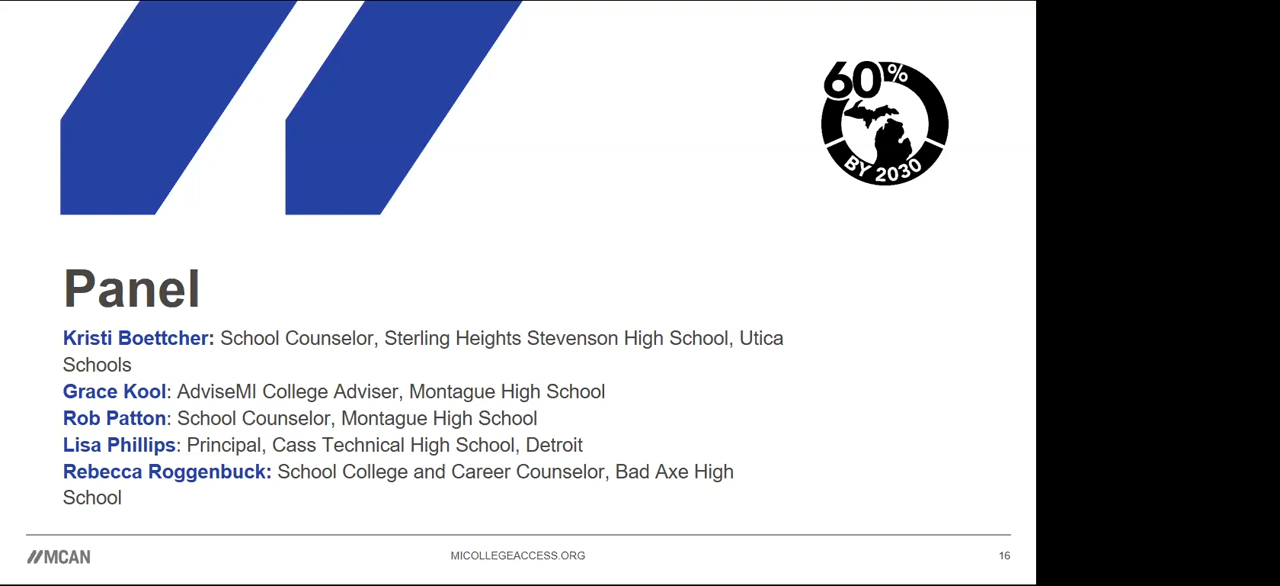 60%
BY 2030
Panel
Kristi Boettcher: School Counselor, Sterling Heights Stevenson High School, Utica
Schools
Grace Kool: AdviseMI College Adviser, Montague High School
Rob Patton: School Counselor, Montague High School
Lisa Phillips: Principal, Cass Technical High School, Detroit
Rebecca Roggenbuck: School College and Career Counselor, Bad Axe High
School
//MCAN
MICOLLEGEACCESS.ORG
16